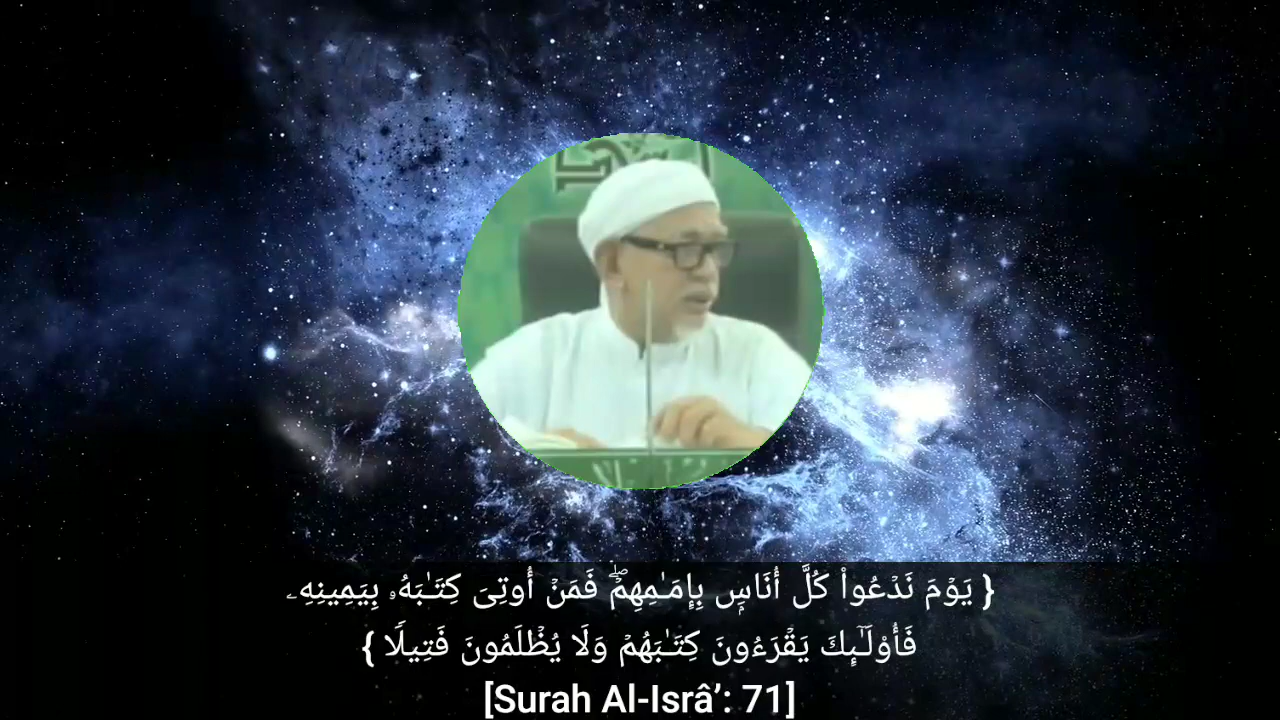 { يَوْمَ نَدْعُوا۟ كُلَّ أُنَاسٍۭ بِإِمَـٰمِهِمْۖ فَمَنْ أُوتِىَ كِتَـٰبَهُۥ بِيَمِينِهِۦ
فَأُو۟لَـٰٓئِكَ يَقْرَءُونَ كِتَـٰبَهُمْ وَلَا يُظْلَمُونَ فَتِيلًا }
[Surah Al-Isrâ’: 71]